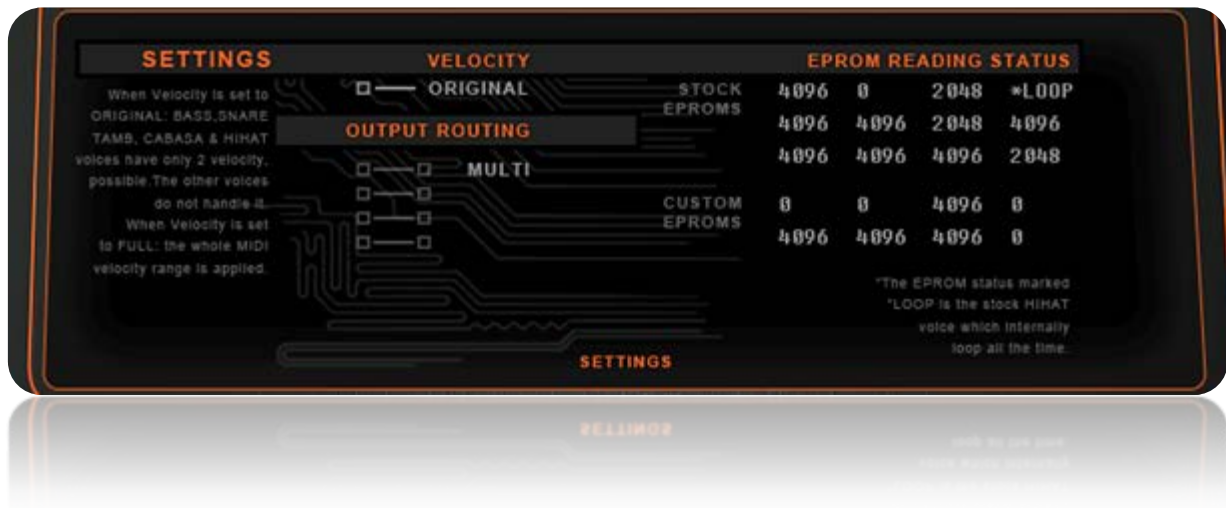 SETTINGS
VELOCITY
EPROM READING STATUS
When Velocity is set to
ORIGINAL: BASS,SNARE
TAMB, CABASA & HIHAT
voices have only 2 velocity,
possible.The other voices
do not handle it.
When Velocity is set
to FULL: the whole MIDI
velocity range is applied.
ORIGINAL
OUTPUT ROUTING
MULTI
STOCK
EPROMS
4096 0 2048 *LOOP
4096 4096 2048 4096
4096 4096 4096 2048
CUSTOM
EPROMS
0 0 4096 0
4096 4096 4096 0
"The EPROM status marked
"LOOP is the stock HIHAT
voice which internally
loop all the time.
SETTINGS